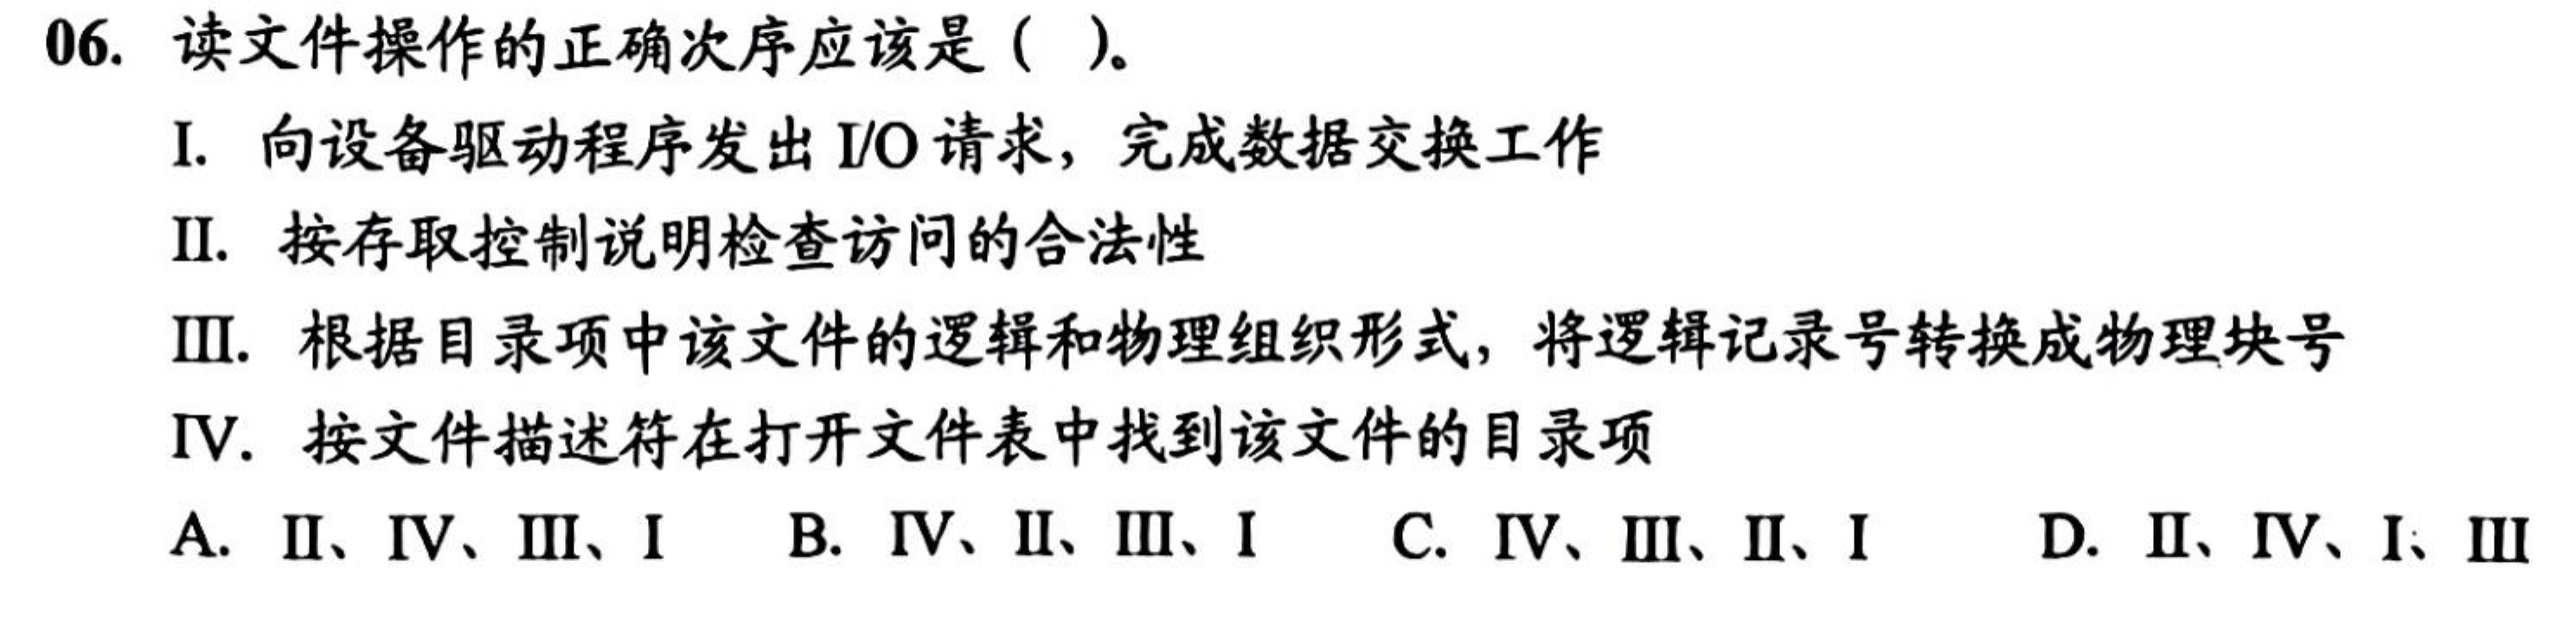 06. 读文件操作的正确次序应该是（ ）。
I. 向设备驱动程序发出 I/O 请求，完成数据交换工作
II. 按存取控制说明检查访问的合法性
III. 根据目录项中该文件的逻辑和物理组织形式，将逻辑记录号转换成物理块号
IV. 按文件描述符在打开文件表中找到该文件的目录项
A. II、IV、III、I B. IV、II、III、I C. IV、III、II、I D. II、IV、I、III